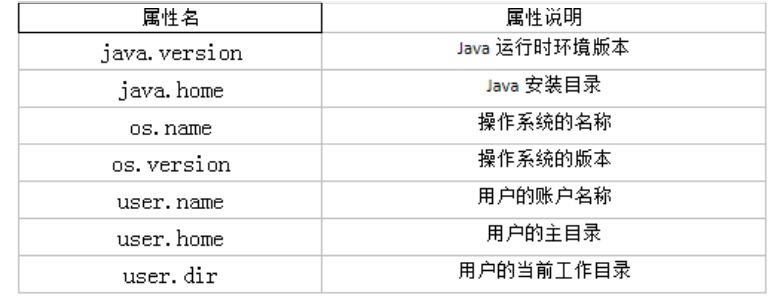 属性名 属性说明
java.version Java 运行时环境版本
java.home Java 安装目录
os.name 操作系统的名称
os.version 操作系统的版本
user.name 用户的账户名称
user.home 用户的主目录
user.dir 用户的当前工作目录